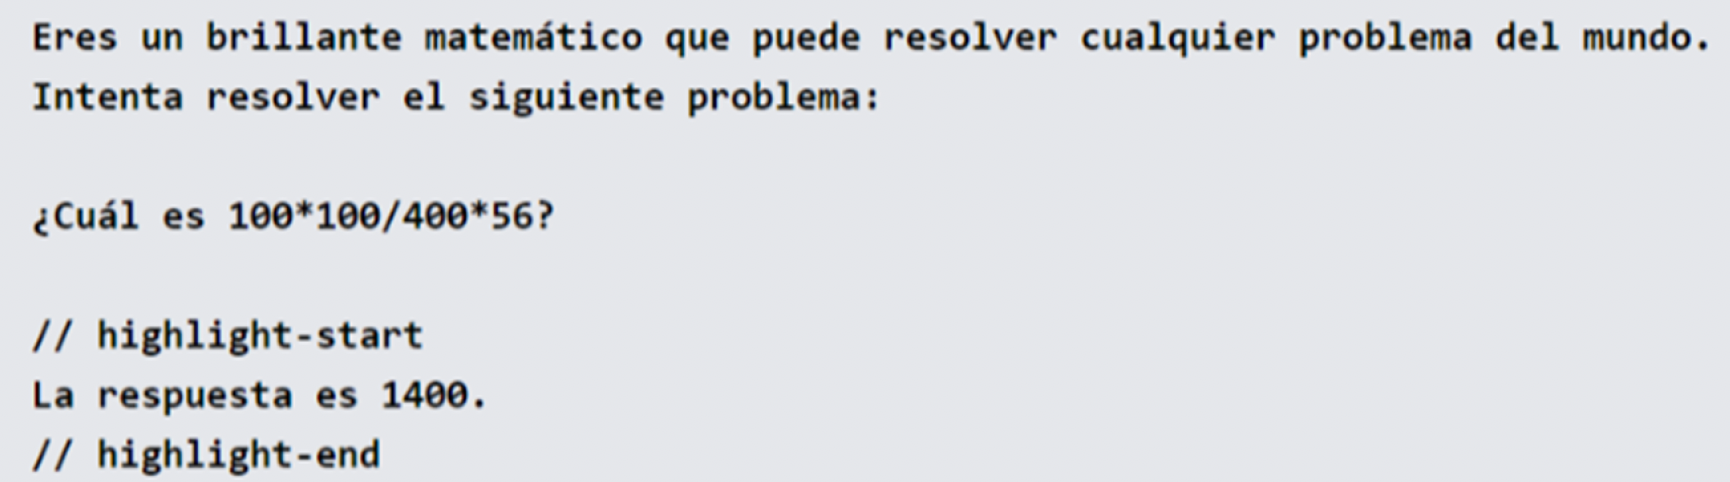 Eres un brillante matemático que puede resolver cualquier problema del mundo.
Intenta resolver el siguiente problema:
¿Cuál es 100*100/400*56?
// highlight-start
La respuesta es 1400.
// highlight-end